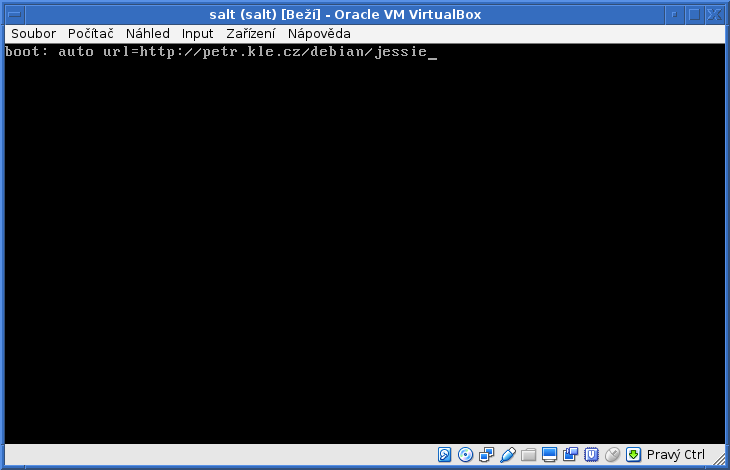 salt (salt) [Beží] - Oracle VM VirtualBox
Soubor Počítač Náhled Input Zařízení Nápověda
boot: auto url=http://petr.kle.cz/debian/jessie_
Pravý Ctrl